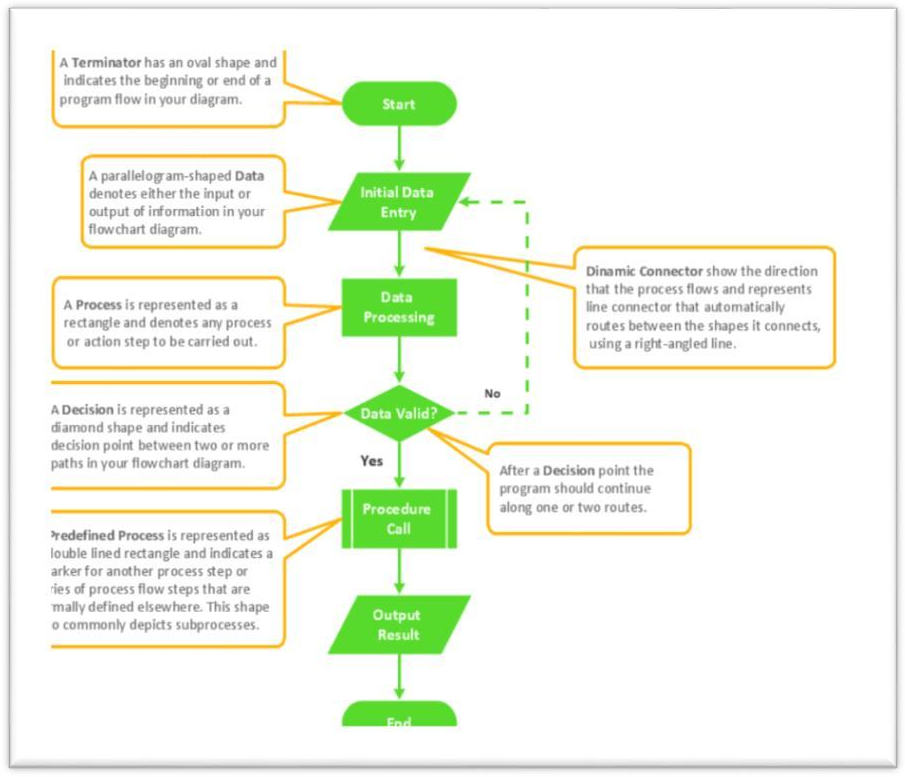 A Terminator has an oval shape and
indicates the beginning or end of a
program flow in your diagram.
Start
A parallelogram-shaped Data
denotes either the input or
output of information in your
flowchart diagram.
Initial Data
Entry
Dinamic Connector show the direction
that the process flows and represents
line connector that automatically
routes between the shapes it connects,
using a right-angled line.
A Process is represented as a
rectangle and denotes any process
or action step to be carried out.
Data
Processing
No
A Decision is represented as a
diamond shape and indicates
decision point between two or more
paths in your flowchart diagram.
Data Valid?
Yes
After a Decision point the
program should continue
along one or two routes.
Predefined Process is represented as
double lined rectangle and indicates a
arker for another process step or
ries of process flow steps that are
rmally defined elsewhere. This shape
o commonly depicts subprocesses.
Procedure
Call
Output
Result
End